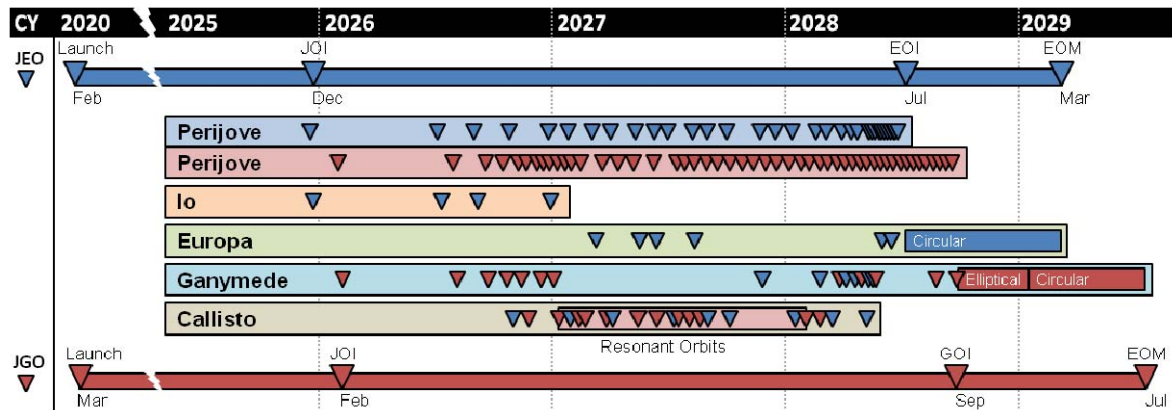 CY 2020 2025 2026 2027 2028 2029
JEO
Launch JOI EOI EOM
Feb Dec Jul Mar
Perijove
Perijove
Io
Europa Circular
Ganymede Elliptical Circular
Callisto
Resonant Orbits
JGO
Launch JOI GOI EOM
Mar Feb Sep Jul